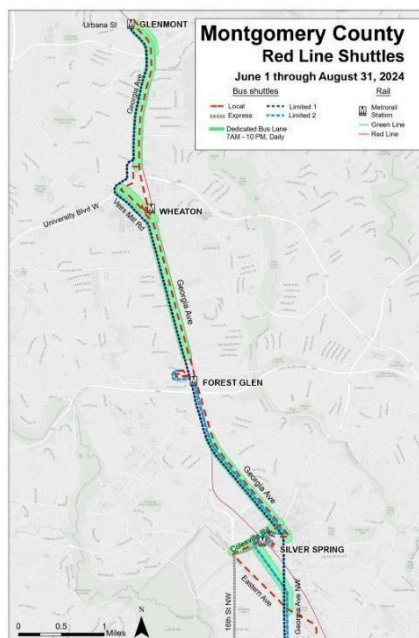 Montgomery County
Red Line Shuttles
June 1 through August 31, 2024
Bus shuttles
Rail
Local
Limited 1
Metrorail
Station
Express
Limited 2
Green Line
Dedicated Bus Lane
7AM - 10 PM, Daily
Red Line
Urbana St
GLENMONT
Georgia Ave
University Blvd W
Veirs Mill Rd
WHEATON
Georgia Ave
FOREST GLEN
Georgia Ave
Colesville Rd
SILVER SPRING
Eastern Ave
16th St NW
Georgia Ave NW
0
0.5
1
Miles
N